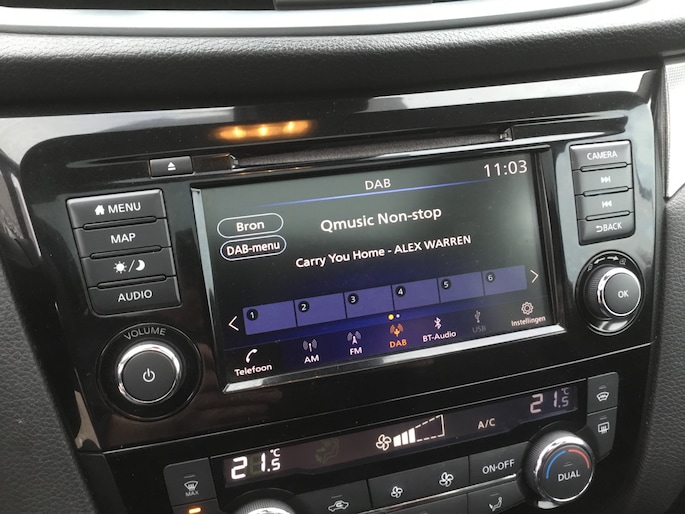 DAB 11:03
MENU
MAP
AUDIO
VOLUME
Bron
DAB-menu
Qmusic Non-stop
Carry You Home - ALEX WARREN
1 2 3 4 5 6
Telefoon AM FM DAB BT-Audio USB Instellingen
CAMERA
BACK
OK
21.5°C A/C 21.5°C
MAX
ON-OFF
DUAL